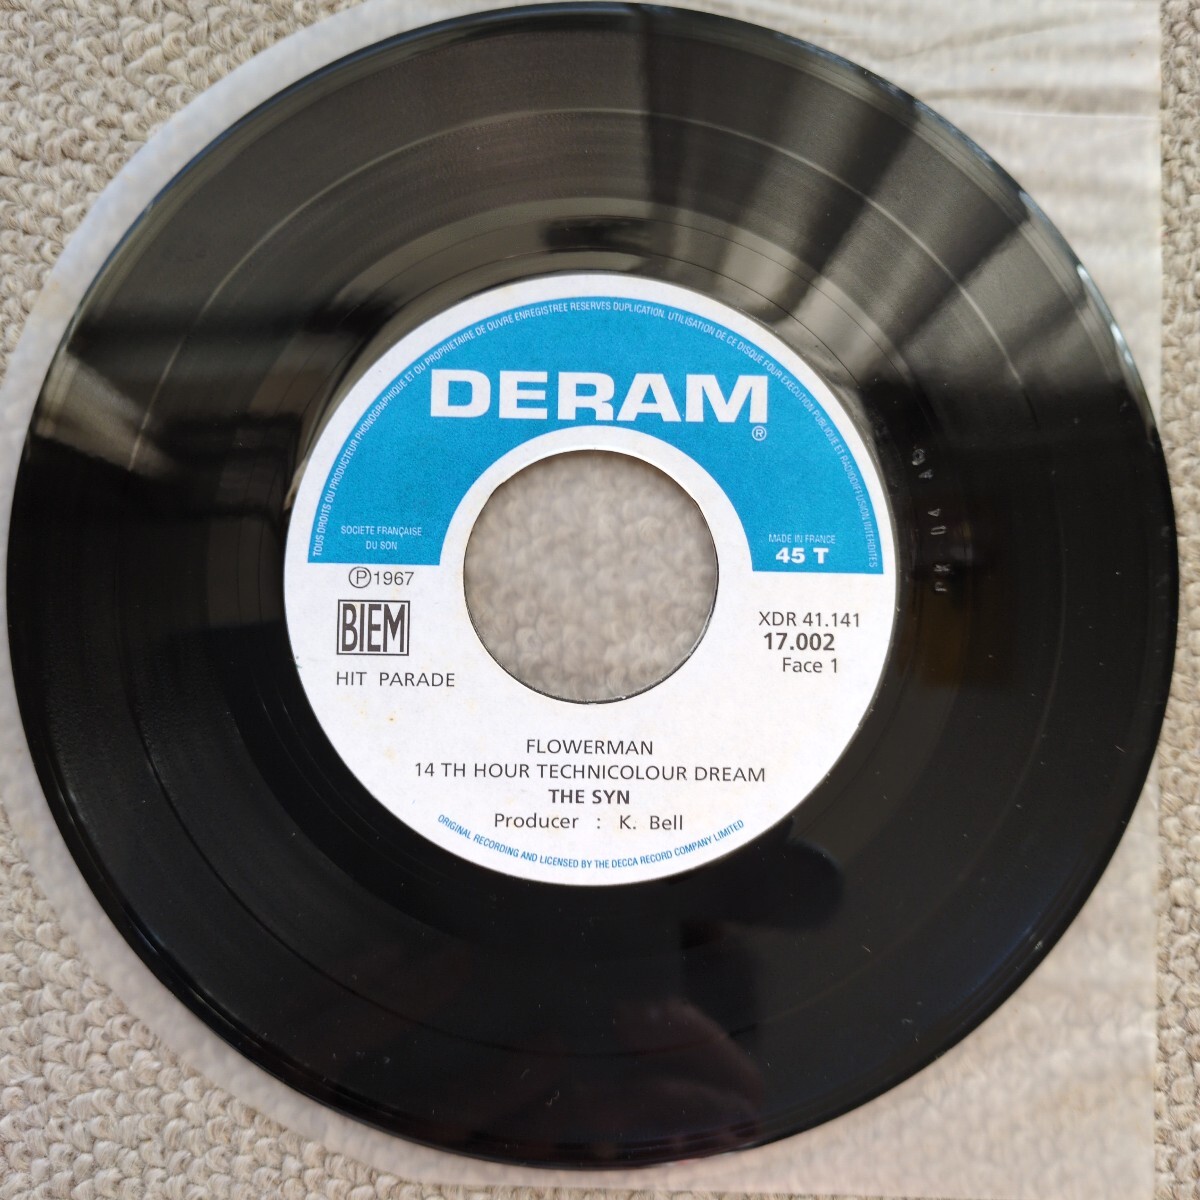 TOUS DROITS DU PRODUCTEUR PHONOGRAPHIQUE ET DU PROPRIETAIRE DE OUVRE ENREGISTREE RESERVES DUPLICATION. UTILISATION DE CE DISQUE POUR EXECUTION PUBLIQUE ET RADIODIFFUSION INTERDITES
DERAM®
SOCIETE FRANÇAISE
DU SON
MADE IN FRANCE
45 T
Ⓟ1967
BIEM
HIT PARADE
XDR 41.141
17.002
Face 1
FLOWERMAN
14 TH HOUR TECHNICOLOUR DREAM
THE SYN
Producer : K. Bell
ORIGINAL RECORDING AND LICENSED BY THE DECCA RECORD COMPANY LIMITED